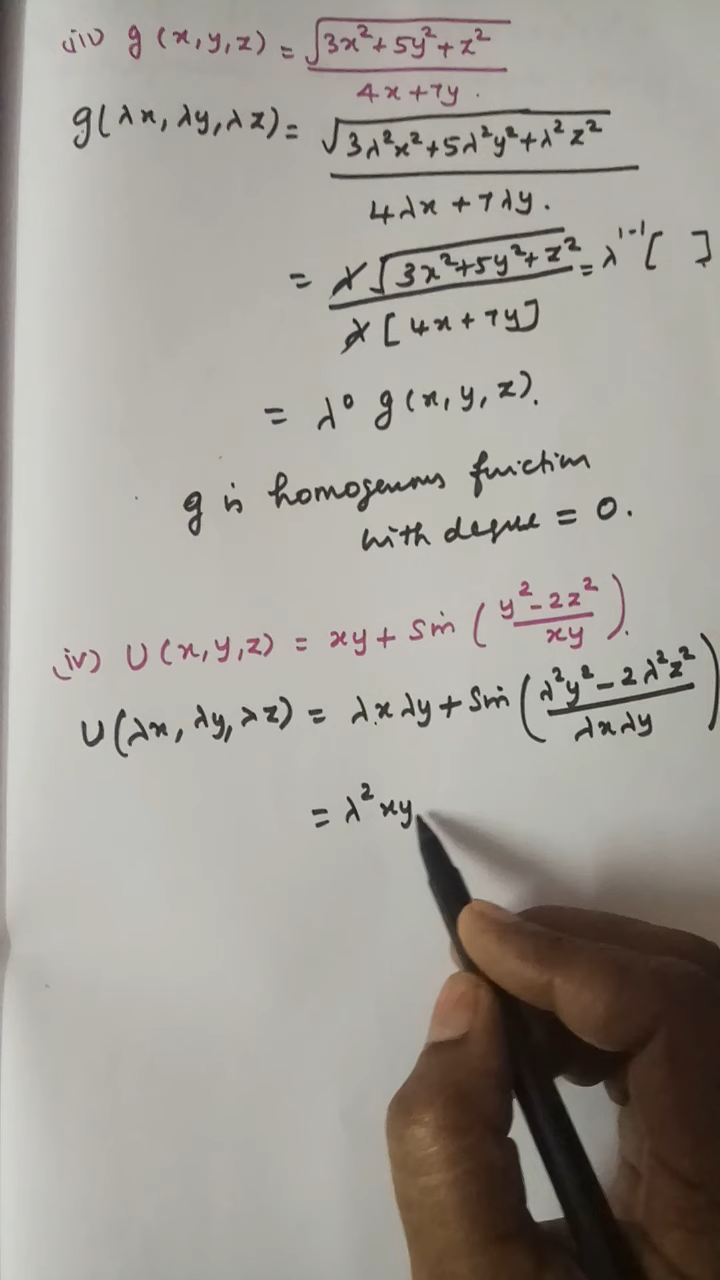 (iii) g(x,y,z) = √(3x²+5y²+z²) / 4x+7y.
g(λx, λy, λz) = √(3λ²x²+5λ²y²+λ²z²) / 4λx+7λy.
= λ√(3x²+5y²+z²) / λ[4x+7y] = λ¹⁻¹[ ]
= λ⁰ g(x,y,z).
g is homogenous function
with degree = 0.
(iv) U(x,y,z) = xy + Sin (y²-2z² / xy).
U(λx, λy, λz) = λxλy + Sin (λ²y²-2λ²z² / λxλy)
= λ²xy